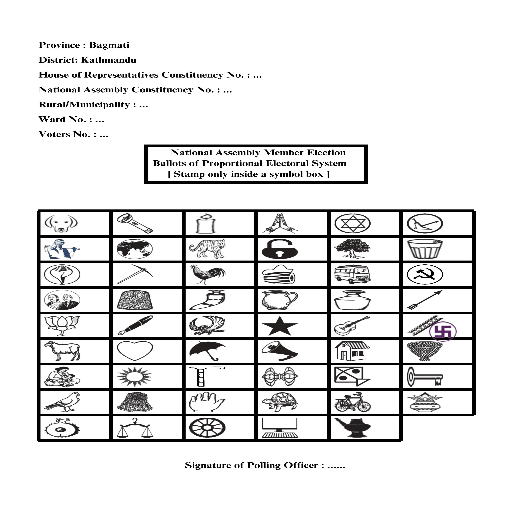 Province : Bagmati
District: Kathmandu
House of Representatives Constituency No. : ...
National Assembly Constituency No. : ...
Rural/Municipality : ...
Ward No. : ...
Voters No. : ...
National Assembly Member Election
Ballots of Proportional Electoral System
[ Stamp only inside a symbol box ]
Signature of Polling Officer : ......